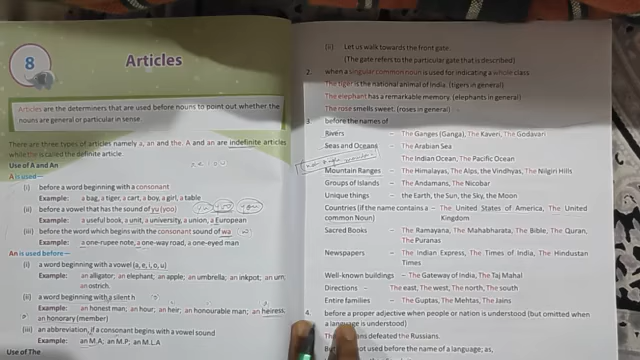 8
Articles
Articles are the determiners that are used before nouns to point out whether the
nouns are general or particular in sense.
There are three types of articles namely a, an and the. A and an are indefinite articles
while the is called the definite article.
Use of A and An
A is used—
(i) before a word beginning with a consonant
Example: a bag, a tiger, a cart, a boy, a girl, a table
(ii) before a vowel that has the sound of yu (yoo)
Example: a useful book, a unit, a university, a union, a European
(iii) before the word which begins with the consonant sound of wa
Example: a one-rupee note, a one-way road, a one-eyed man
An is used before—
(i) a word beginning with a vowel (a, e, i, o, u)
Example: an alligator; an elephant; an apple; an umbrella; an inkpot; an urn
an ostrich.
(ii) a word beginning with a silent h
Example: an honest man; an hour; an heir; an honourable man; an heiress,
an honorary (member)
(iii) an abbreviation, if a consonant begins with a vowel sound
Example: an M.A; an M.P; an M.L.A
Use of The
(ii) Let us walk towards the front gate.
(The gate refers to the particular gate that is described)
2. when a singular common noun is used for indicating a whole class
The tiger is the national animal of India. (tigers in general)
The elephant has a remarkable memory. (elephants in general)
The rose smells sweet. (roses in general)
3. before the names of
Rivers – The Ganges (Ganga), The Kaveri, The Godavari
Seas and Oceans – The Arabian Sea
The Indian Ocean, The Pacific Ocean
Mountain Ranges – The Himalayas, The Alps, the Vindhyas, The Nilgiri Hills
Groups of Islands – The Andamans, The Nicobar
Unique things – the Earth, the Sun, the Sky, the Moon
Countries (if the name contains a – The United States of America, The United
common Noun) Kingdom
Sacred Books – The Ramayana, The Mahabharata, The Bible, The Quran,
The Puranas
Newspapers – The Indian Express, The Times of India, The Hindustan
Times
Well-known buildings – The Gateway of India, The Taj Mahal
Directions – The east, The west, The north, The south
Entire families – The Guptas, The Mehtas, The Jains
4. before a proper adjective when people or nation is understood (but omitted when
a language is understood)
defeated the Russians.
not used before the name of a language; as,